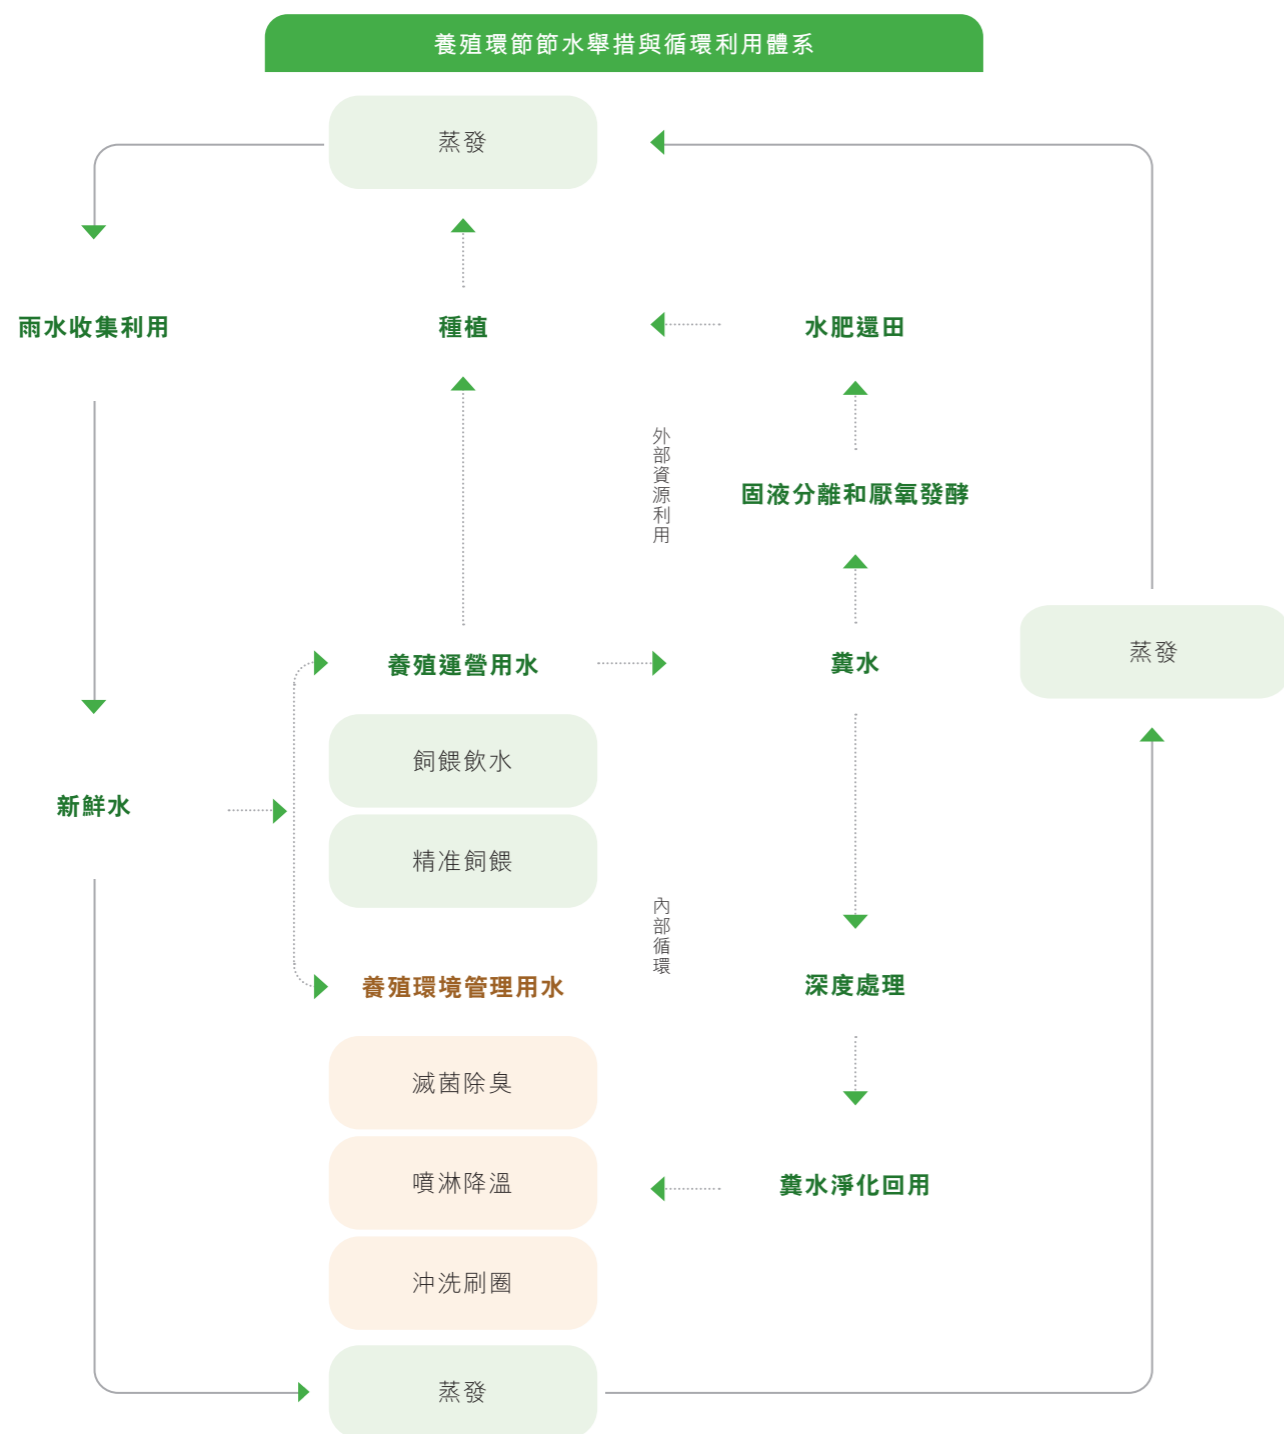 養殖環節節水舉措與循環利用體系
蒸發
雨水收集利用
種植
水肥還田
外部資源利用
固液分離和厭氧發酵
養殖運營用水
糞水
蒸發
飼餵飲水
新鮮水
精准飼餵
內部循環
養殖環境管理用水
深度處理
滅菌除臭
噴淋降溫
糞水淨化回用
沖洗刷圈
蒸發